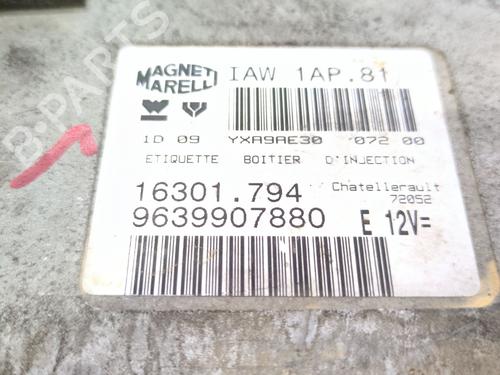 B-PARTS
MAGNETI
MARELLI
IAW 1AP.81
1D 09 YXA9AE30 072 00
ETIQUETTE BOITIER D'INJECTION
16301.794
Chatellerault
72052
9639907880
E 12V=